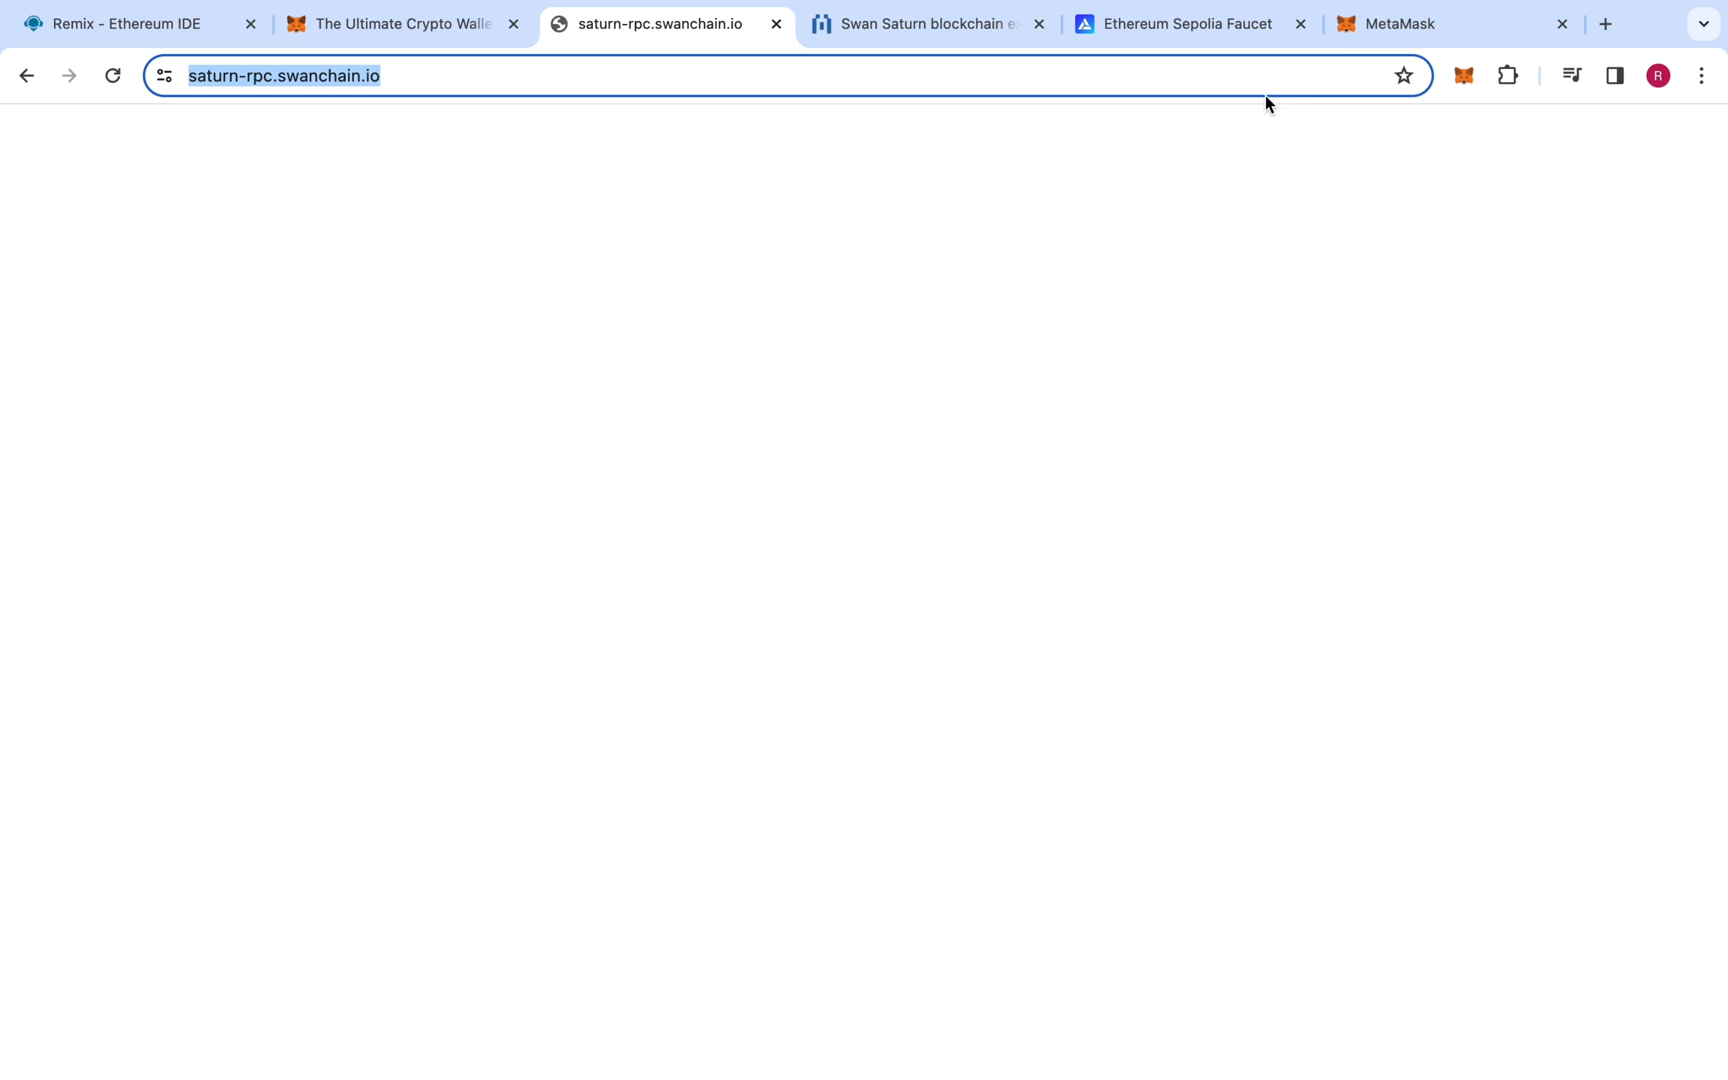 Remix - Ethereum IDE
The Ultimate Crypto Walle
saturn-rpc.swanchain.io
Swan Saturn blockchain e
Ethereum Sepolia Faucet
MetaMask
saturn-rpc.swanchain.io
R